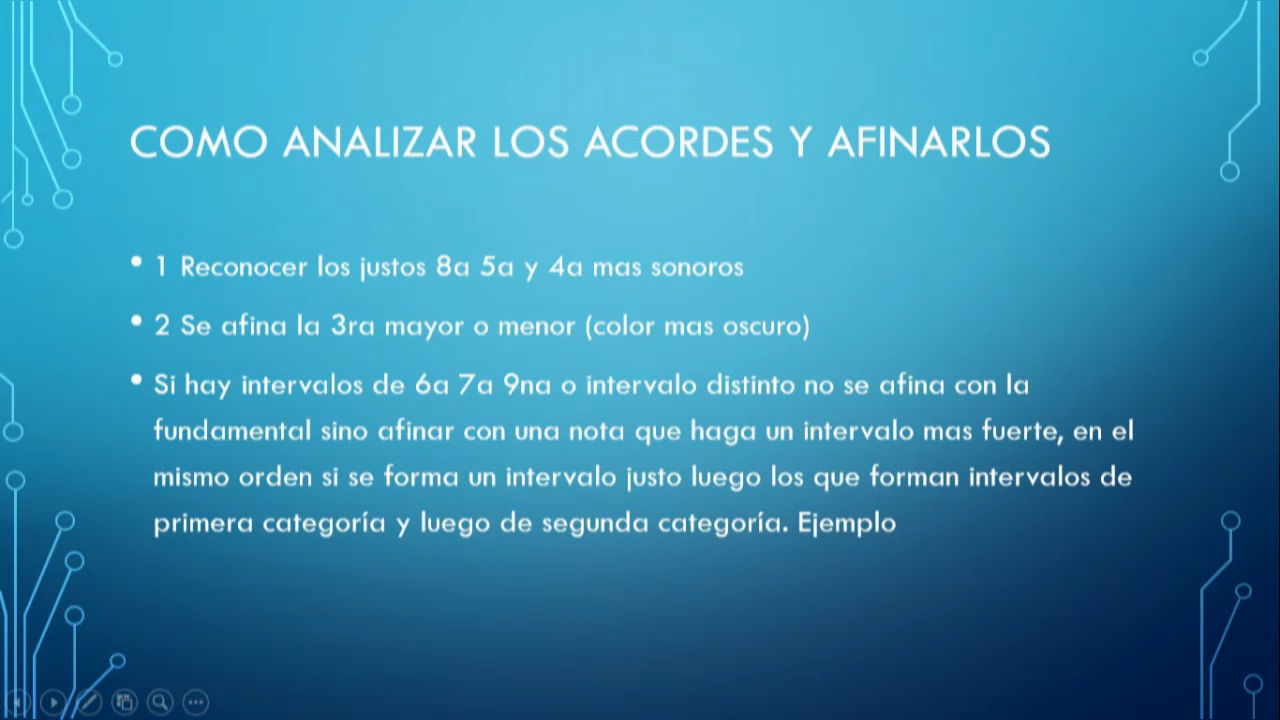 COMO ANALIZAR LOS ACORDES Y AFINARLOS
• 1 Reconocer los justos 8a 5a y 4a mas sonoros
• 2 Se afina la 3ra mayor o menor (color mas oscuro)
• Si hay intervalos de 6a 7a 9na o intervalo distinto no se afina con la
fundamental sino afinar con una nota que haga un intervalo mas fuerte, en el
mismo orden si se forma un intervalo justo luego los que forman intervalos de
primera categoría y luego de segunda categoría. Ejemplo